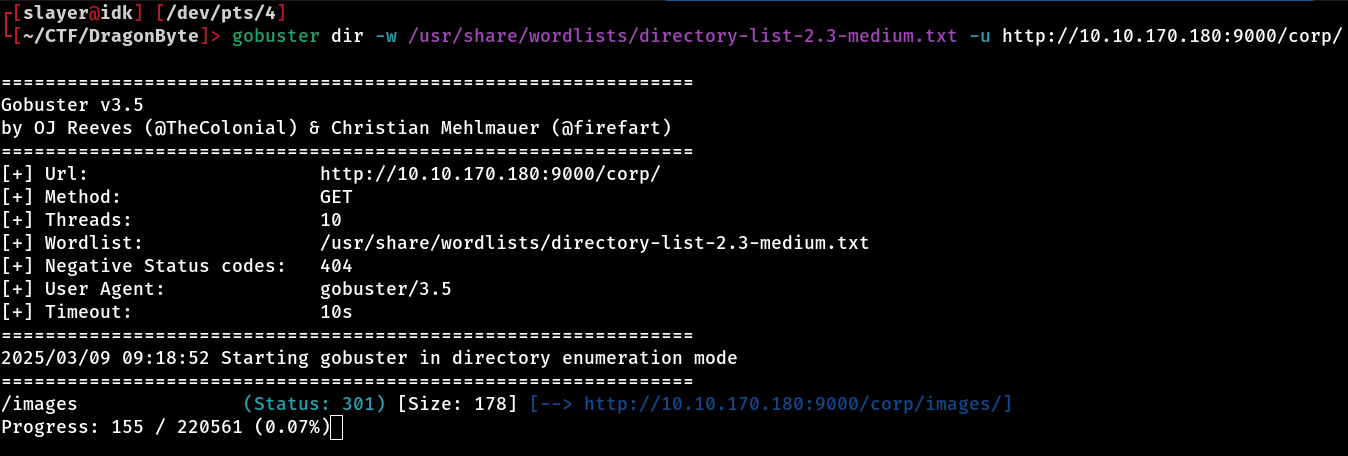 ┌[slayer@idk] [/dev/pts/4]
└[~/CTF/DragonByte]> gobuster dir -w /usr/share/wordlists/directory-list-2.3-medium.txt -u http://10.10.170.180:9000/corp/
===============================================================
Gobuster v3.5
by OJ Reeves (@TheColonial) & Christian Mehlmauer (@firefart)
===============================================================
[+] Url:                     http://10.10.170.180:9000/corp/
[+] Method:                  GET
[+] Threads:                 10
[+] Wordlist:                /usr/share/wordlists/directory-list-2.3-medium.txt
[+] Negative Status codes:   404
[+] User Agent:              gobuster/3.5
[+] Timeout:                 10s
===============================================================
2025/03/09 09:18:52 Starting gobuster in directory enumeration mode
===============================================================
/images               (Status: 301) [Size: 178] [--> http://10.10.170.180:9000/corp/images/]
Progress: 155 / 220561 (0.07%)